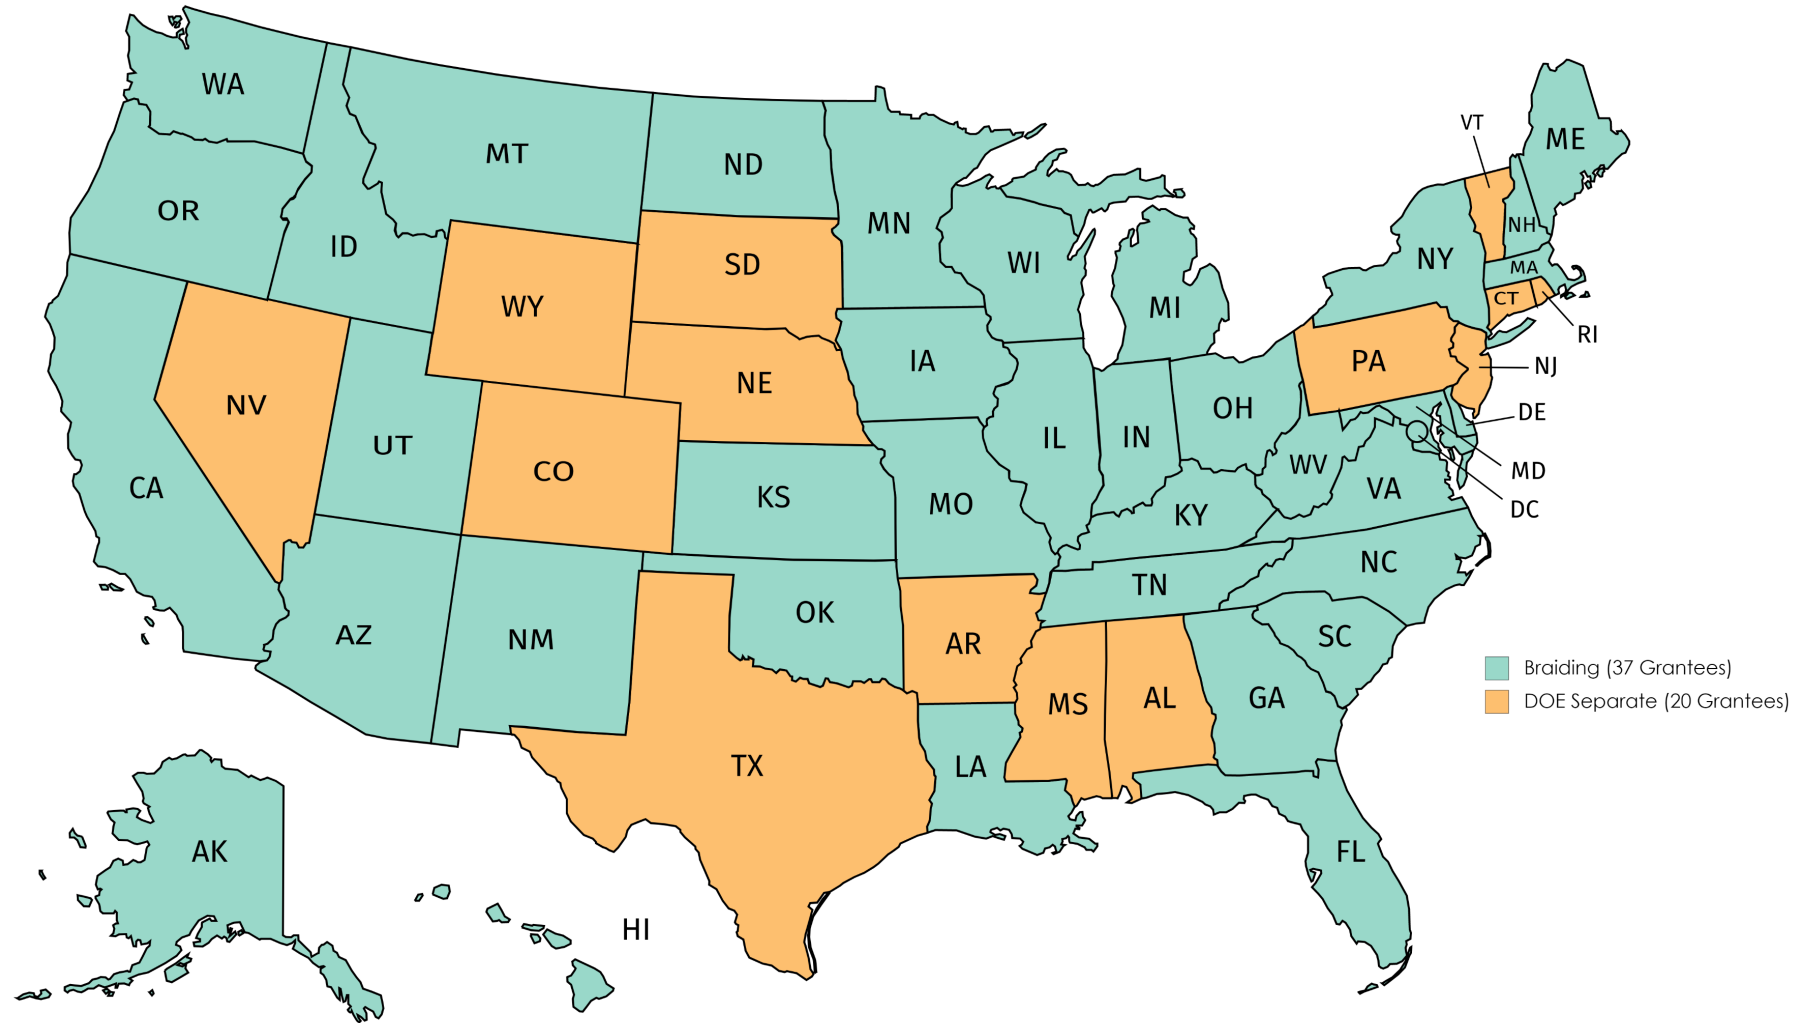 WA
MT
ND
MN
OR
ID
WY
SD
WI
MI
VT
ME
NH
NY
MA
CT
RI
PA
NJ
NV
UT
CA
CO
NE
IA
IL
IN
OH
DE
WV
VA
MD
DC
KS
MO
KY
NC
TN
AZ
NM
OK
AR
SC
MS
AL
GA
Braiding (37 Grantees)
DOE Separate (20 Grantees)
TX
LA
FL
AK
HI